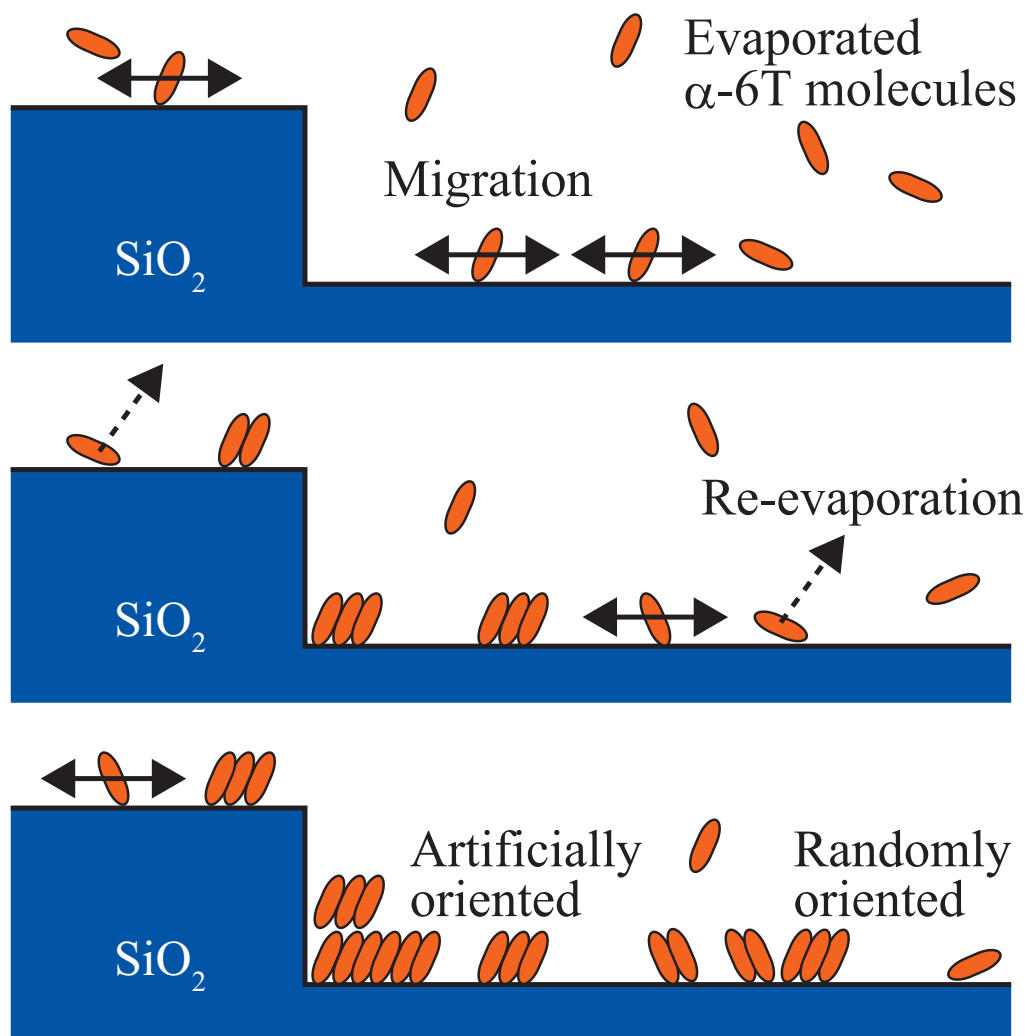 Evaporated
α-6T molecules
Migration
SiO₂
Re-evaporation
SiO₂
Artificially
oriented
Randomly
oriented
SiO₂